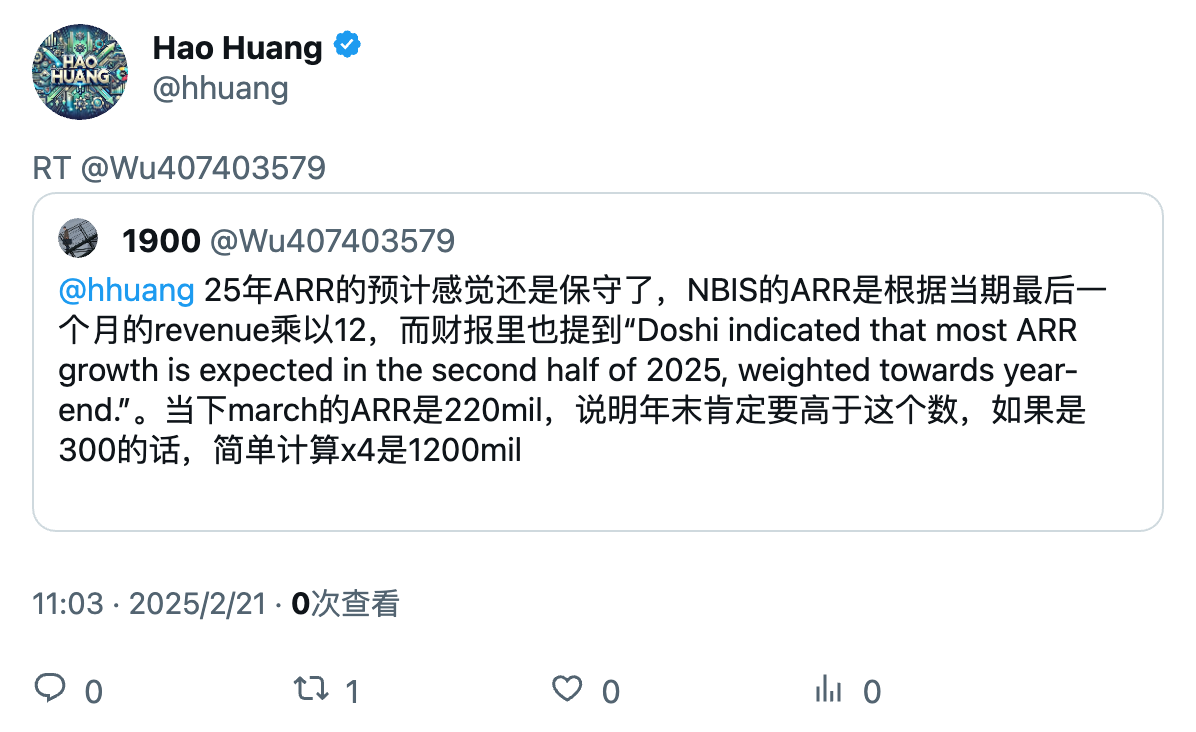 HAO
HUANG
Hao Huang
@hhuang
RT @Wu407403579
1900 @Wu407403579
@hhuang 25年ARR的预计感觉还是保守了，NBIS的ARR是根据当期最后一
个月的revenue乘以12，而财报里也提到“Doshi indicated that most ARR
growth is expected in the second half of 2025, weighted towards year-
end.”。当下march的ARR是220mil，说明年末肯定要高于这个数，如果是
300的话，简单计算x4是1200mil
11:03 · 2025/2/21 · 0次查看
0 1 0 0